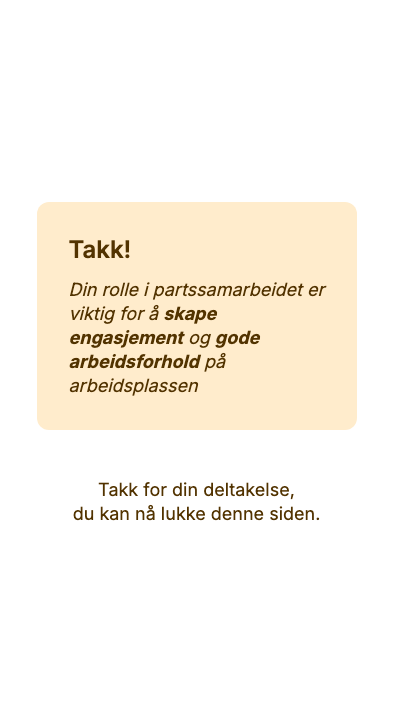 Takk!
Din rolle i partssamarbeidet er
viktig for å skape
engasjement og gode
arbeidsforhold på
arbeidsplassen
Takk for din deltakelse,
du kan nå lukke denne siden.